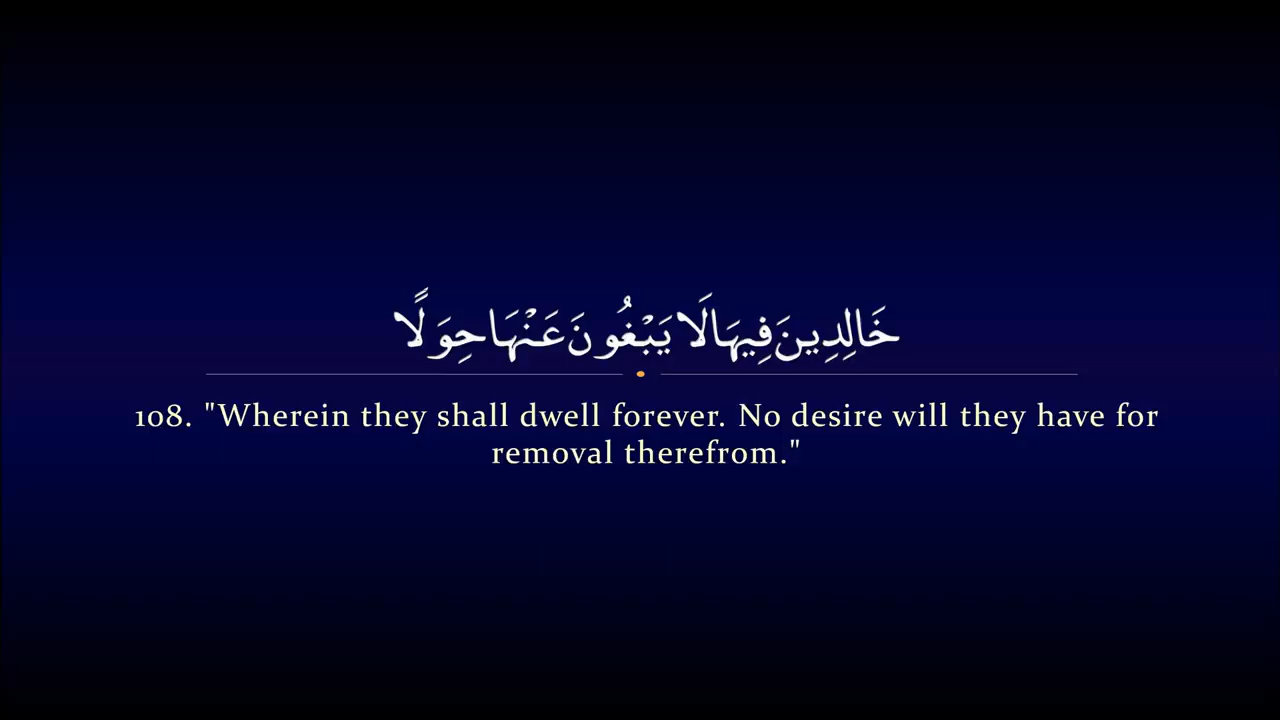 خَالِدِينَ فِيهَا لَا يَبْغُونَ عَنْهَا حِوَلًا
108. "Wherein they shall dwell forever. No desire will they have for
removal therefrom."